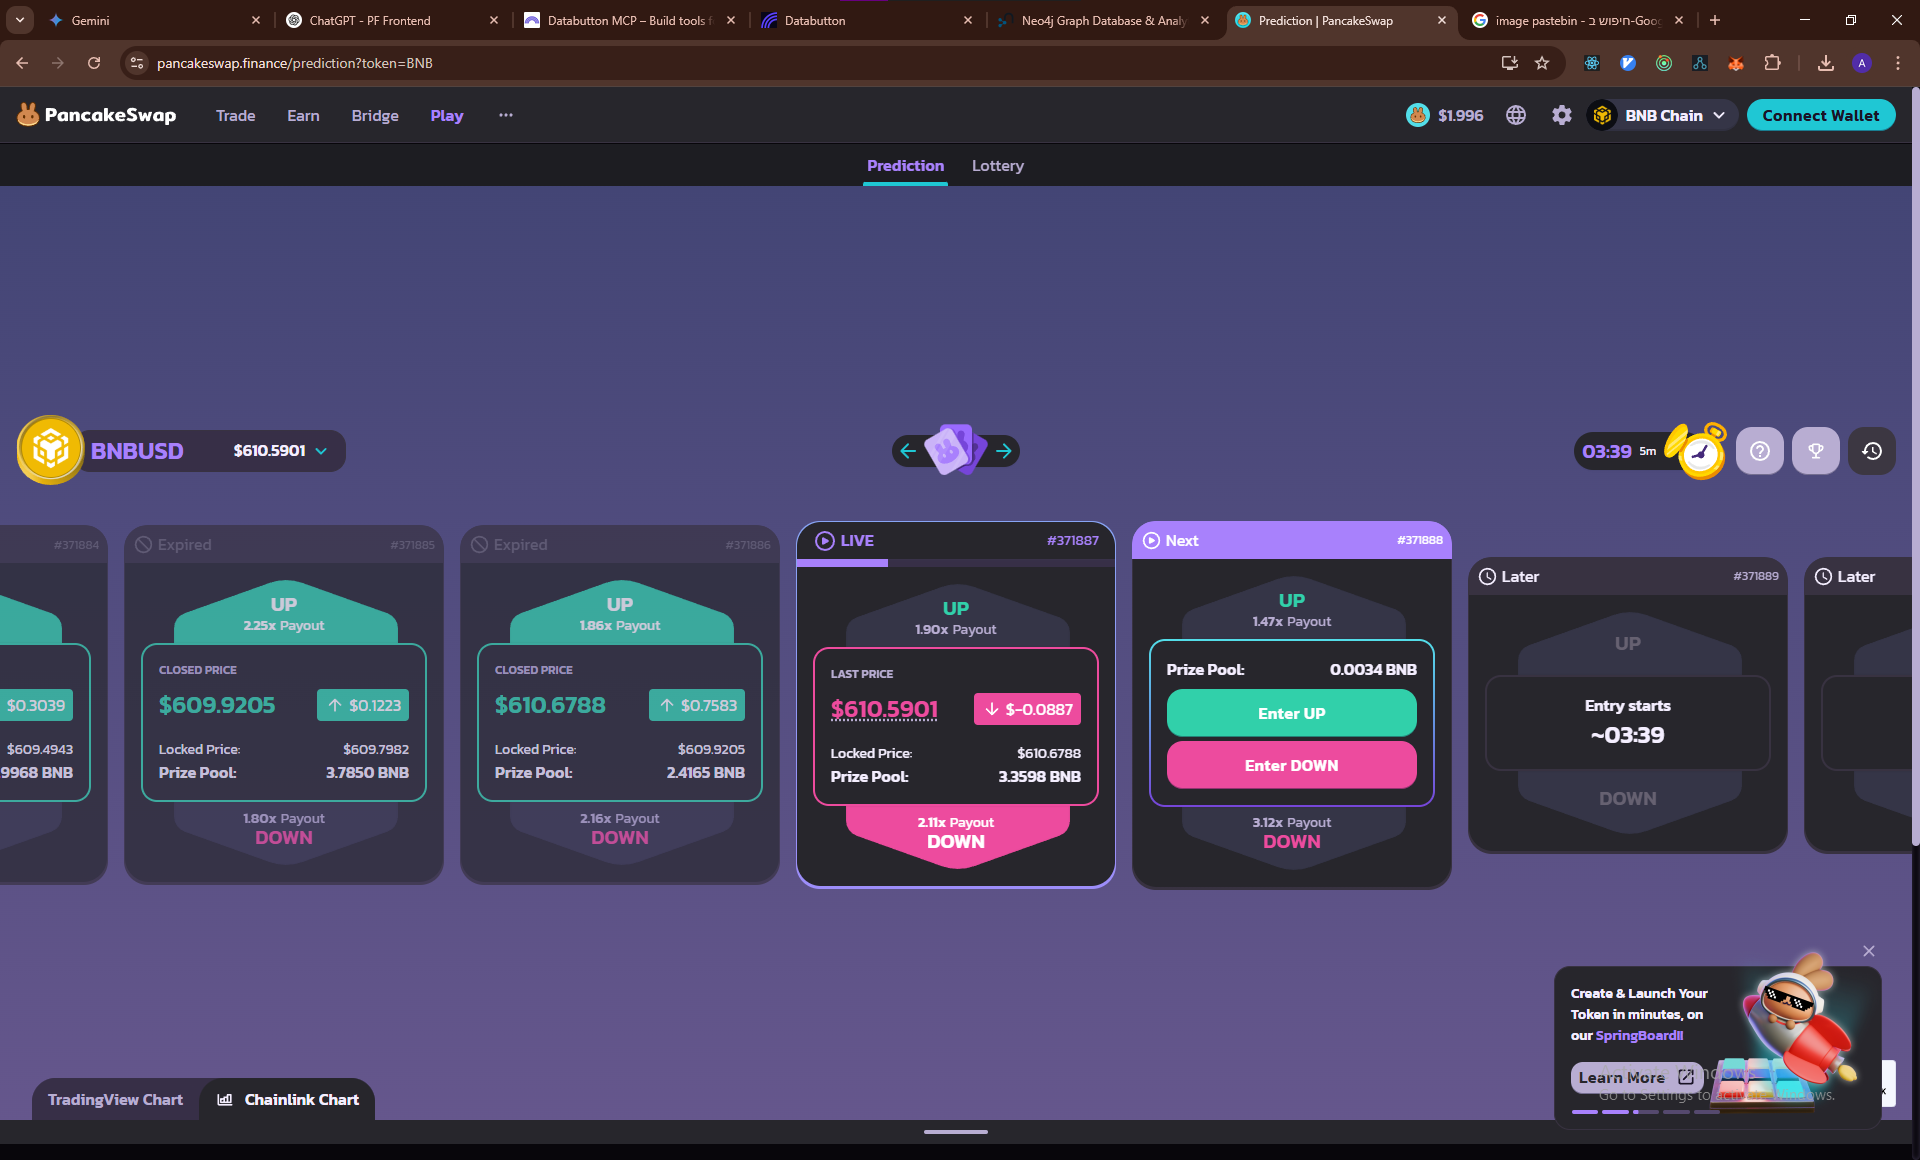 Gemini
ChatGPT - PF Frontend
Databutton MCP – Build tools f
Databutton
Neo4j Graph Database & Analy
Prediction | PancakeSwap
image pastebin - חיפוש ב-Goog
pancakeswap.finance/prediction?token=BNB
A
PancakeSwap
Trade
Earn
Bridge
Play
$1.996
BNB Chain
Connect Wallet
Prediction
Lottery
BNBUSD
$610.5901
03:39 5m
#371884
$0.3039
$609.4943
9968 BNB
Expired
#371885
UP
2.25x Payout
CLOSED PRICE
$609.9205
$0.1223
Locked Price:
$609.7982
Prize Pool:
3.7850 BNB
1.80x Payout
DOWN
Expired
#371886
UP
1.86x Payout
CLOSED PRICE
$610.6788
$0.7583
Locked Price:
$609.9205
Prize Pool:
2.4165 BNB
2.16x Payout
DOWN
LIVE
#371887
UP
1.90x Payout
LAST PRICE
$610.5901
$-0.0887
Locked Price:
$610.6788
Prize Pool:
3.3598 BNB
2.11x Payout
DOWN
Next
#371888
UP
1.47x Payout
Prize Pool:
0.0034 BNB
Enter UP
Enter DOWN
3.12x Payout
DOWN
Later
#371889
UP
Entry starts
~03:39
DOWN
Later
Create & Launch Your
Token in minutes, on
our SpringBoard!!
Learn More
Go to Settings to activate Windows.
TradingView Chart
Chainlink Chart